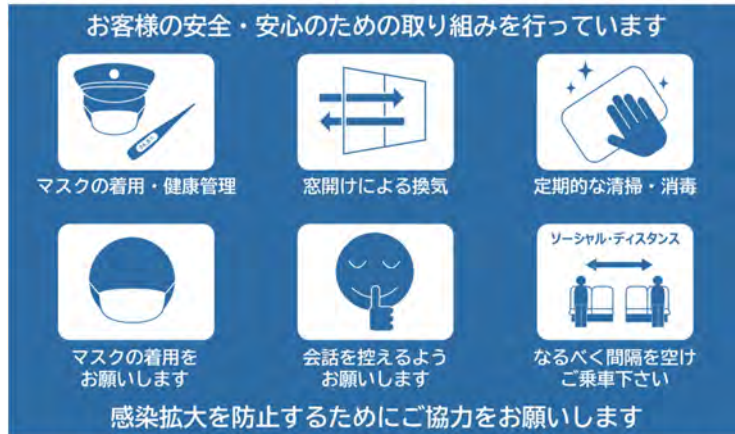 お客様の安全・安心のための取り組みを行っています
マスクの着用・健康管理
窓開けによる換気
定期的な清掃・消毒
ソーシャル・ディスタンス
マスクの着用を
お願いします
会話を控えるよう
お願いします
なるべく間隔を空け
ご乗車下さい
感染拡大を防止するためにご協力をお願いします